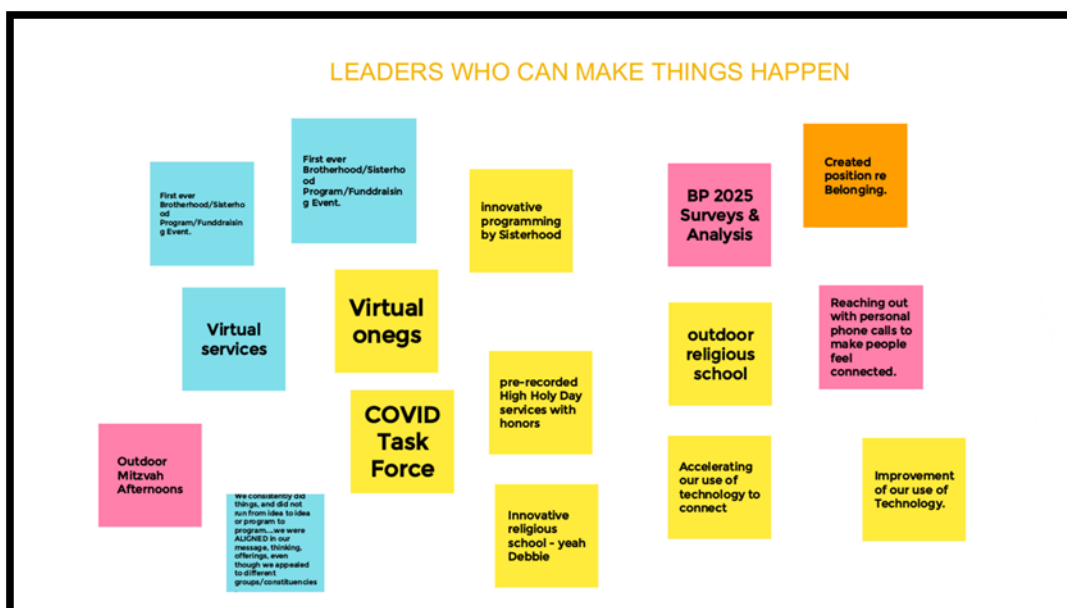 LEADERS WHO CAN MAKE THINGS HAPPEN
First ever
Brotherhood/Sisterho
od
Program/Funddraisin
g Event.
First ever
Brotherhood/Sisterho
od
Program/Funddraisin
g Event.
innovative
programming
by Sisterhood
BP 2025
Surveys &
Analysis
Created
position re
Belonging.
Virtual
services
Virtual
onegs
outdoor
religious
school
Reaching out
with personal
phone calls to
make people
feel
connected.
pre-recorded
High Holy Day
services with
honors
COVID
Task
Force
Outdoor
Mitzvah
Afternoons
Accelerating
our use of
technology to
connect
Improvement
of our use of
Technology.
We consistently did
things, and did not
run from idea to idea
or program to
program....we were
ALIGNED in our
message, thinking,
offerings, even
though we appealed
to different
groups/constituencies
Innovative
religious
school - yeah
Debbie